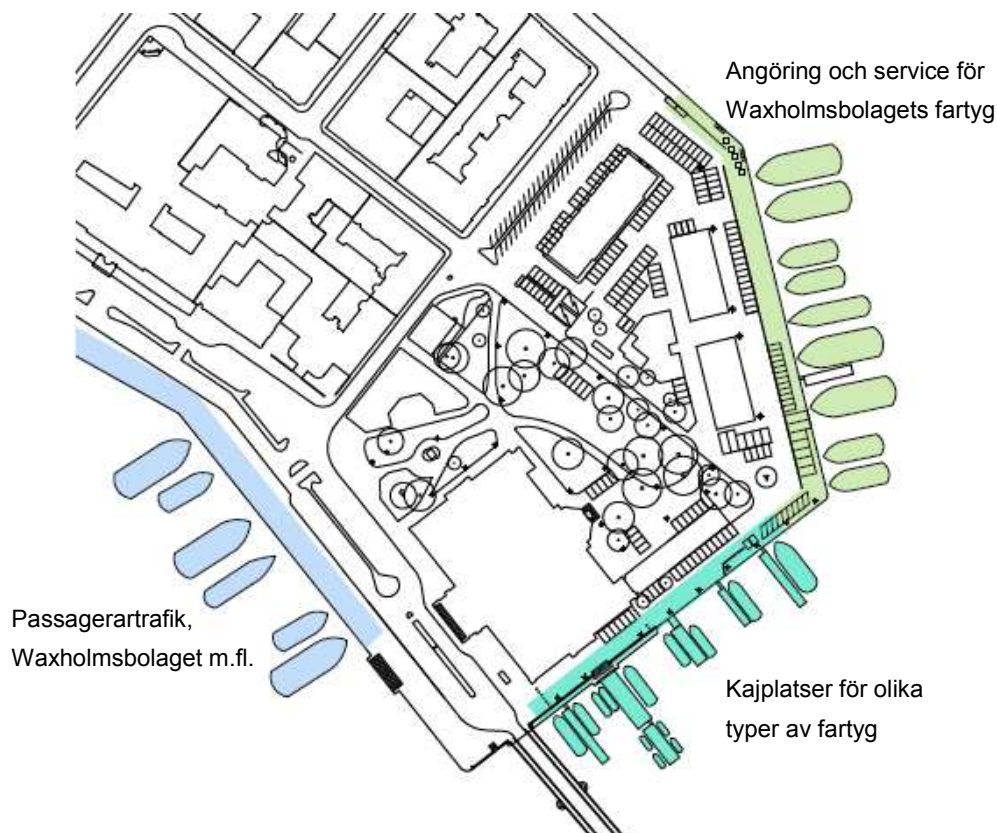 Angöring och service för
Waxholmsbolagets fartyg
Passagerartrafik,
Waxholmsbolaget m.fl.
Kajplatser för olika
typer av fartyg